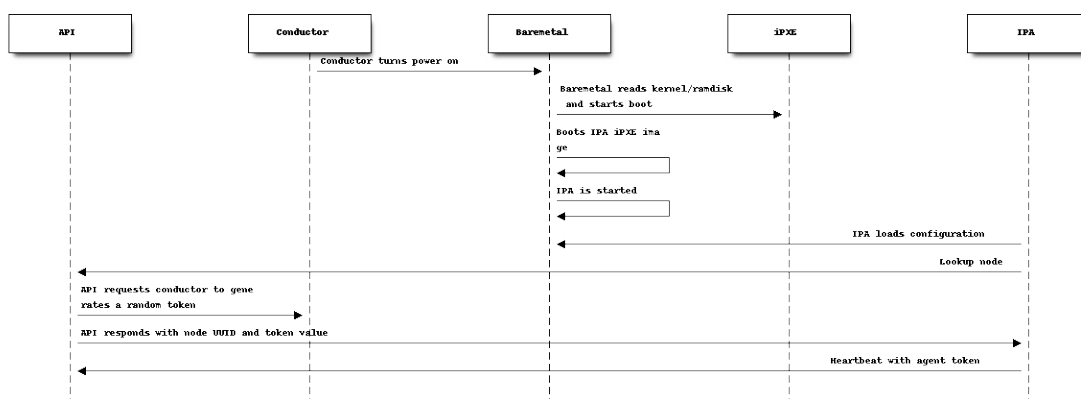 API
Conductor
Baremetal
iPXE
IPA
Conductor turns power on
Baremetal reads kernel/ramdisk
and starts boot
Boots IPA iPXE ima
ge
IPA is started
IPA loads configuration
Lookup node
API requests conductor to gene
rates a random token
API responds with node UUID and token value
Heartbeat with agent token